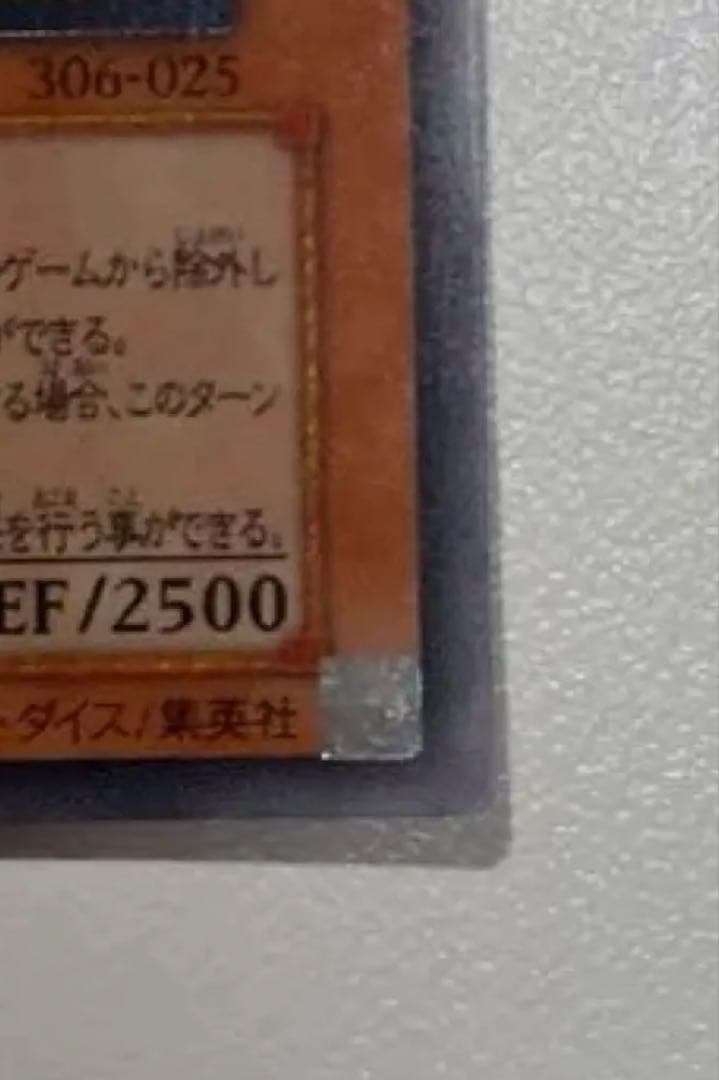 306-025
ゲームから除外し
ができる。
る場合、このターン
を行う事ができる。
EF/2500
ト・ダイス/集英社